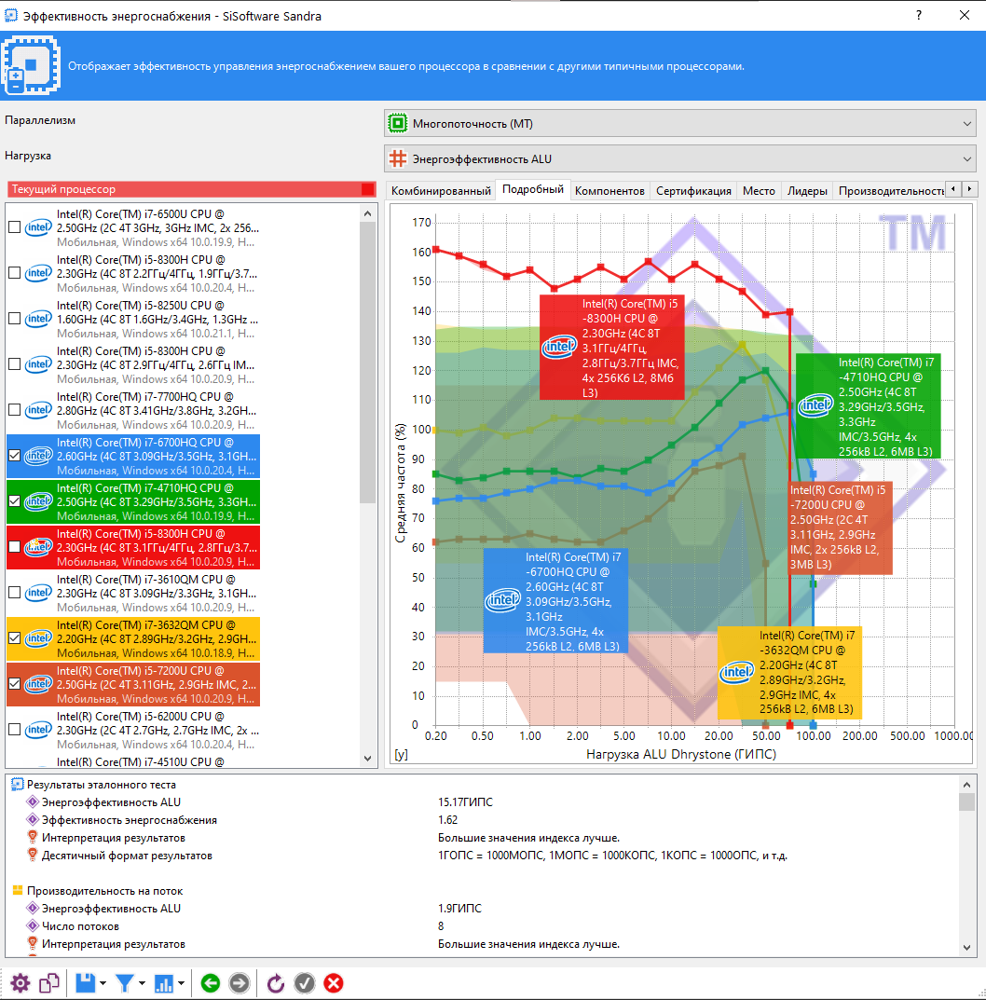 Эффективность энергоснабжения - SiSoftware Sandra
?
Отображает эффективность управления энергоснабжением вашего процессора в сравнении с другими типичными процессорами.
Параллелизм
Многопоточность (MT)
Нагрузка
Энергоэффективность ALU
Текущий процессор
Intel(R) Core(TM) i7-6500U CPU @
2.50GHz (2C 4T 3GHz, 3GHz IMC, 2x 256...
Мобильная, Windows x64 10.0.19.9, H...
Intel(R) Core(TM) i5-8300H CPU @
2.30GHz (4C 8T 2.2ГГц/4ГГц, 1.9ГГц/3.7...
Мобильная, Windows x64 10.0.20.4, H...
Intel(R) Core(TM) i5-8250U CPU @
1.60GHz (4C 8T 1.6GHz/3.4GHz, 1.3GHz ...
Мобильная, Windows x64 10.0.21.1, H...
Intel(R) Core(TM) i5-8300H CPU @
2.30GHz (4C 8T 2.9ГГц/4ГГц, 2.6ГГц IM...
Мобильная, Windows x64 10.0.20.9, H...
Intel(R) Core(TM) i7-7700HQ CPU @
2.80GHz (4C 8T 3.41GHz/3.8GHz, 3.2GH...
Мобильная, Windows x64 10.0.20.9, H...
Intel(R) Core(TM) i7-6700HQ CPU @
2.60GHz (4C 8T 3.09GHz/3.5GHz, 3.1GH...
Мобильная, Windows x64 10.0.20.4, H...
Intel(R) Core(TM) i7-4710HQ CPU @
2.50GHz (4C 8T 3.29GHz/3.5GHz, 3.3GH...
Мобильная, Windows x64 10.0.19.9, H...
Intel(R) Core(TM) i5-8300H CPU @
2.30GHz (4C 8T 3.1ГГц/4ГГц, 2.8ГГц/3.7...
Мобильная, Windows x64 10.0.20.9, H...
Intel(R) Core(TM) i7-3610QM CPU @
2.30GHz (4C 8T 3.09GHz/3.3GHz, 3.1GH...
Мобильная, Windows x64 10.0.20.9, H...
Intel(R) Core(TM) i7-3632QM CPU @
2.20GHz (4C 8T 2.89GHz/3.2GHz, 2.9GH...
Мобильная, Windows x64 10.0.18.9, H...
Intel(R) Core(TM) i5-7200U CPU @
2.50GHz (2C 4T 3.11GHz, 2.9GHz IMC, 2...
Мобильная, Windows x64 10.0.20.9, H...
Intel(R) Core(TM) i5-6200U CPU @
2.30GHz (2C 4T 2.7GHz, 2.7GHz IMC, 2x ...
Мобильная, Windows x64 10.0.20.4, H...
Intel(R) Core(TM) i7-4510U CPU @
Комбинированный
Подробный
Компонентов
Сертификация
Место
Лидеры
Производительность
TM
170
160
150
140
130
120
110
100
90
80
70
60
50
40
30
20
10
0
Средняя частота (%)
Intel(R) Core(TM) i5
-8300H CPU @
2.30GHz (4C 8T
3.1ГГц/4ГГц,
2.8ГГц/3.7ГГц IMC,
4x 256Кб L2, 8Мб
L3)
Intel(R) Core(TM) i7
-4710HQ CPU @
2.50GHz (4C 8T
3.29GHz/3.5GHz,
3.3GHz
IMC/3.5GHz, 4x
256kB L2, 6MB L3)
Intel(R) Core(TM) i5
-7200U CPU @
2.50GHz (2C 4T
3.11GHz, 2.9GHz
IMC, 2x 256kB L2,
3MB L3)
Intel(R) Core(TM) i7
-6700HQ CPU @
2.60GHz (4C 8T
3.09GHz/3.5GHz,
3.1GHz
IMC/3.5GHz, 4x
256kB L2, 6MB L3)
Intel(R) Core(TM) i7
-3632QM CPU @
2.20GHz (4C 8T
2.89GHz/3.2GHz,
2.9GHz IMC, 4x
256kB L2, 6MB L3)
0.20 0.50 1.00 2.00 5.00 10.00 20.00 50.00 100.00 200.00 500.00 1000.0
[y]
Нагрузка ALU Dhrystone (ГИПС)
Результаты эталонного теста
Энергоэффективность ALU 15.17ГИПС
Эффективность энергоснабжения 1.62
Интерпретация результатов Большие значения индекса лучше.
Десятичный формат результатов 1ГОПС = 1000МОПС, 1МОПС = 1000КОПС, 1КОПС = 1000ОПС, и т.д.
Производительность на поток
Энергоэффективность ALU 1.9ГИПС
Число потоков 8
Интерпретация результатов Большие значения индекса лучше.